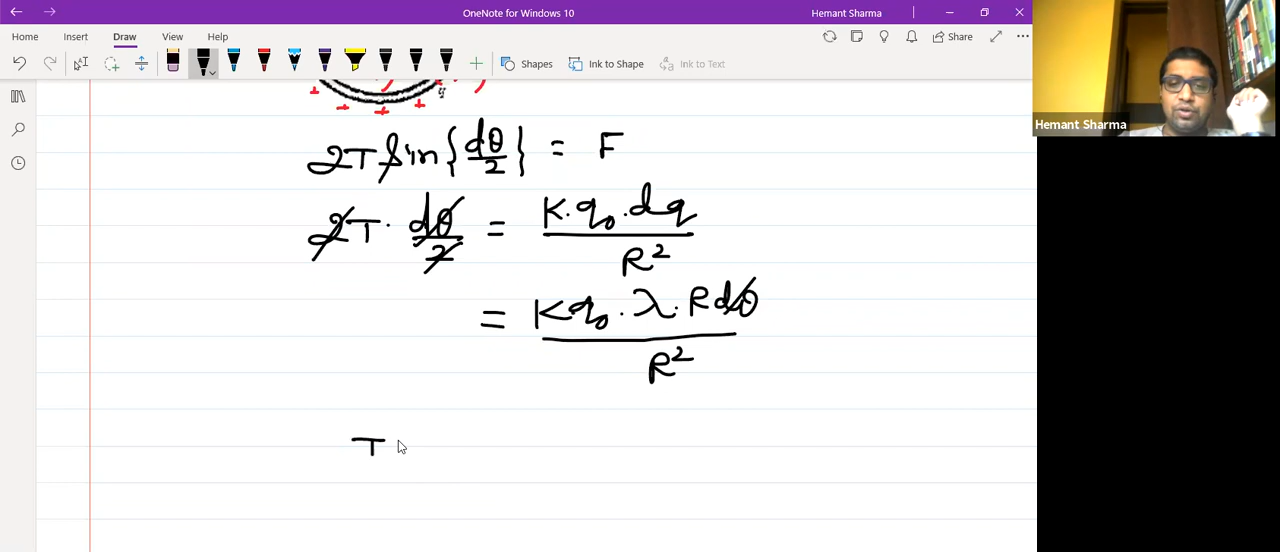 OneNote for Windows 10
Hemant Sharma
Home Insert Draw View Help
Share
Shapes Ink to Shape Ink to Text
Hemant Sharma
+ + + +
2T sin{dθ/2} = F
2T · dθ/2 = K·q₀·dq/R²
= Kq₀·λ·Rdθ/R²
T